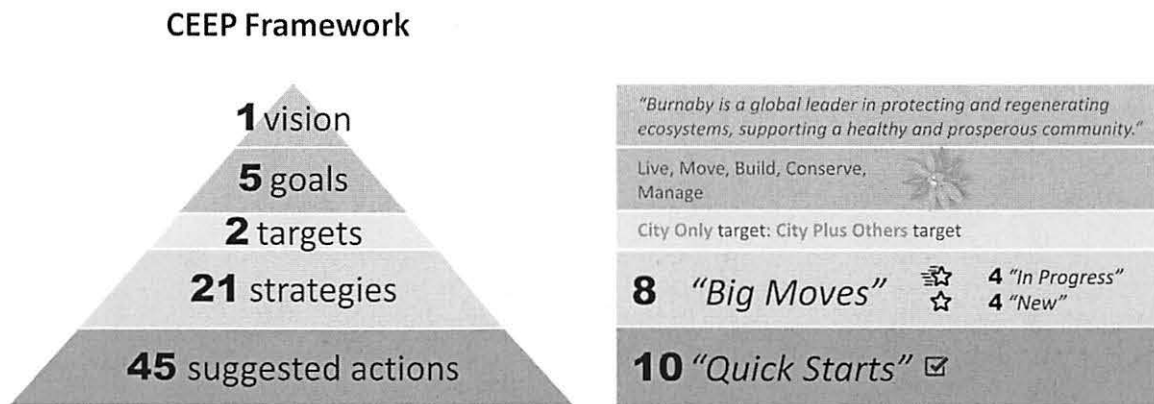 CEEP Framework
1 vision
5 goals
2 targets
21 strategies
45 suggested actions
"Burnaby is a global leader in protecting and regenerating
ecosystems, supporting a healthy and prosperous community."
Live, Move, Build, Conserve,
Manage
City Only target: City Plus Others target
8 "Big Moves"
4 "In Progress"
4 "New"
10 "Quick Starts"